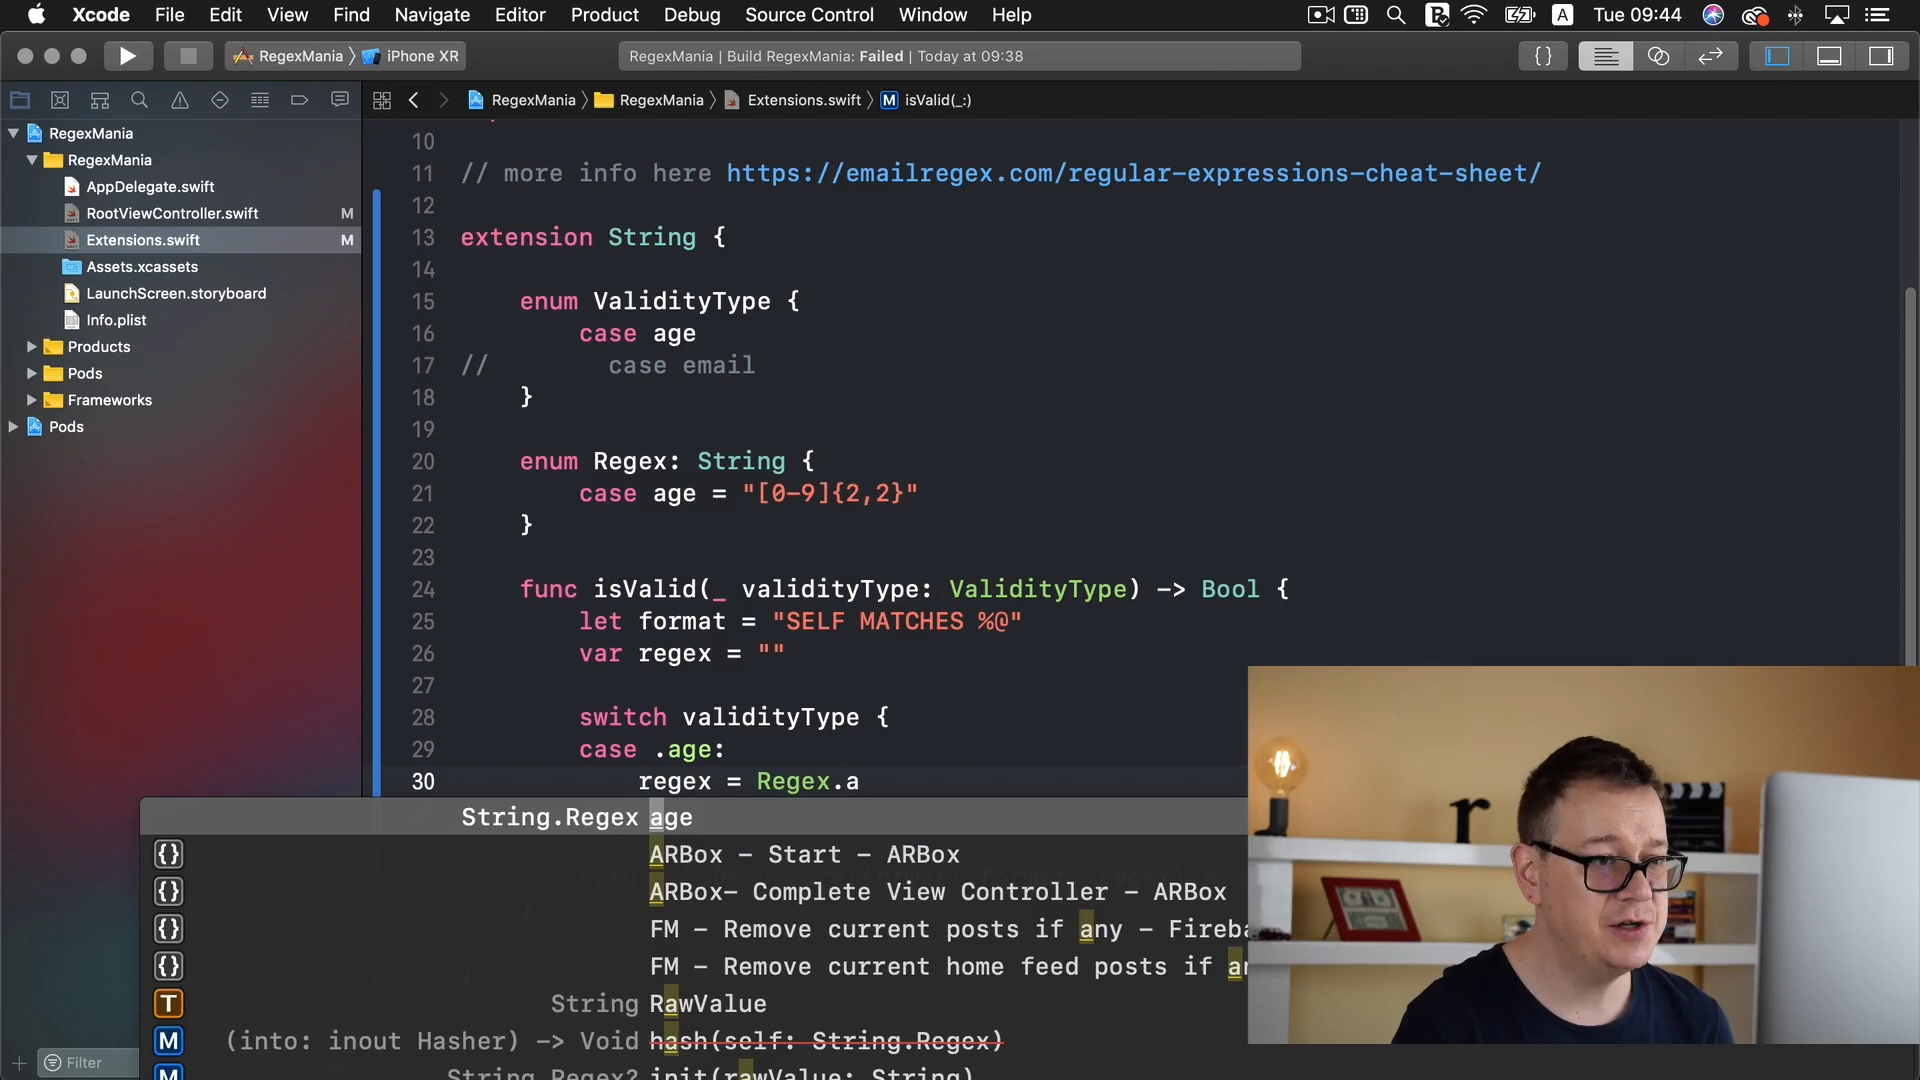 Xcode File Edit View Find Navigate Editor Product Debug Source Control Window Help A Tue 09:44
RegexMania iPhone XR RegexMania | Build RegexMania: Failed | Today at 09:38 {}
RegexMania RegexMania Extensions.swift M isValid(_:)
RegexMania
RegexMania
AppDelegate.swift
RootViewController.swift M
Extensions.swift M
Assets.xcassets
LaunchScreen.storyboard
Info.plist
Products
Pods
Frameworks
Pods
Filter
10
11 // more info here https://emailregex.com/regular-expressions-cheat-sheet/
12
13 extension String {
14
15 enum ValidityType {
16 case age
17 // case email
18 }
19
20 enum Regex: String {
21 case age = "[0-9]{2,2}"
22 }
23
24 func isValid(_ validityType: ValidityType) -> Bool {
25 let format = "SELF MATCHES %@"
26 var regex = ""
27
28 switch validityType {
29 case .age:
30 regex = Regex.a
String.Regex age
{} ARBox – Start – ARBox
{} ARBox– Complete View Controller – ARBox
{} FM – Remove current posts if any – Fireba
{} FM – Remove current home feed posts if a
T String RawValue
M (into: inout Hasher) -> Void hash(self: String.Regex)
M String.Regex? init(rawValue: String)
r